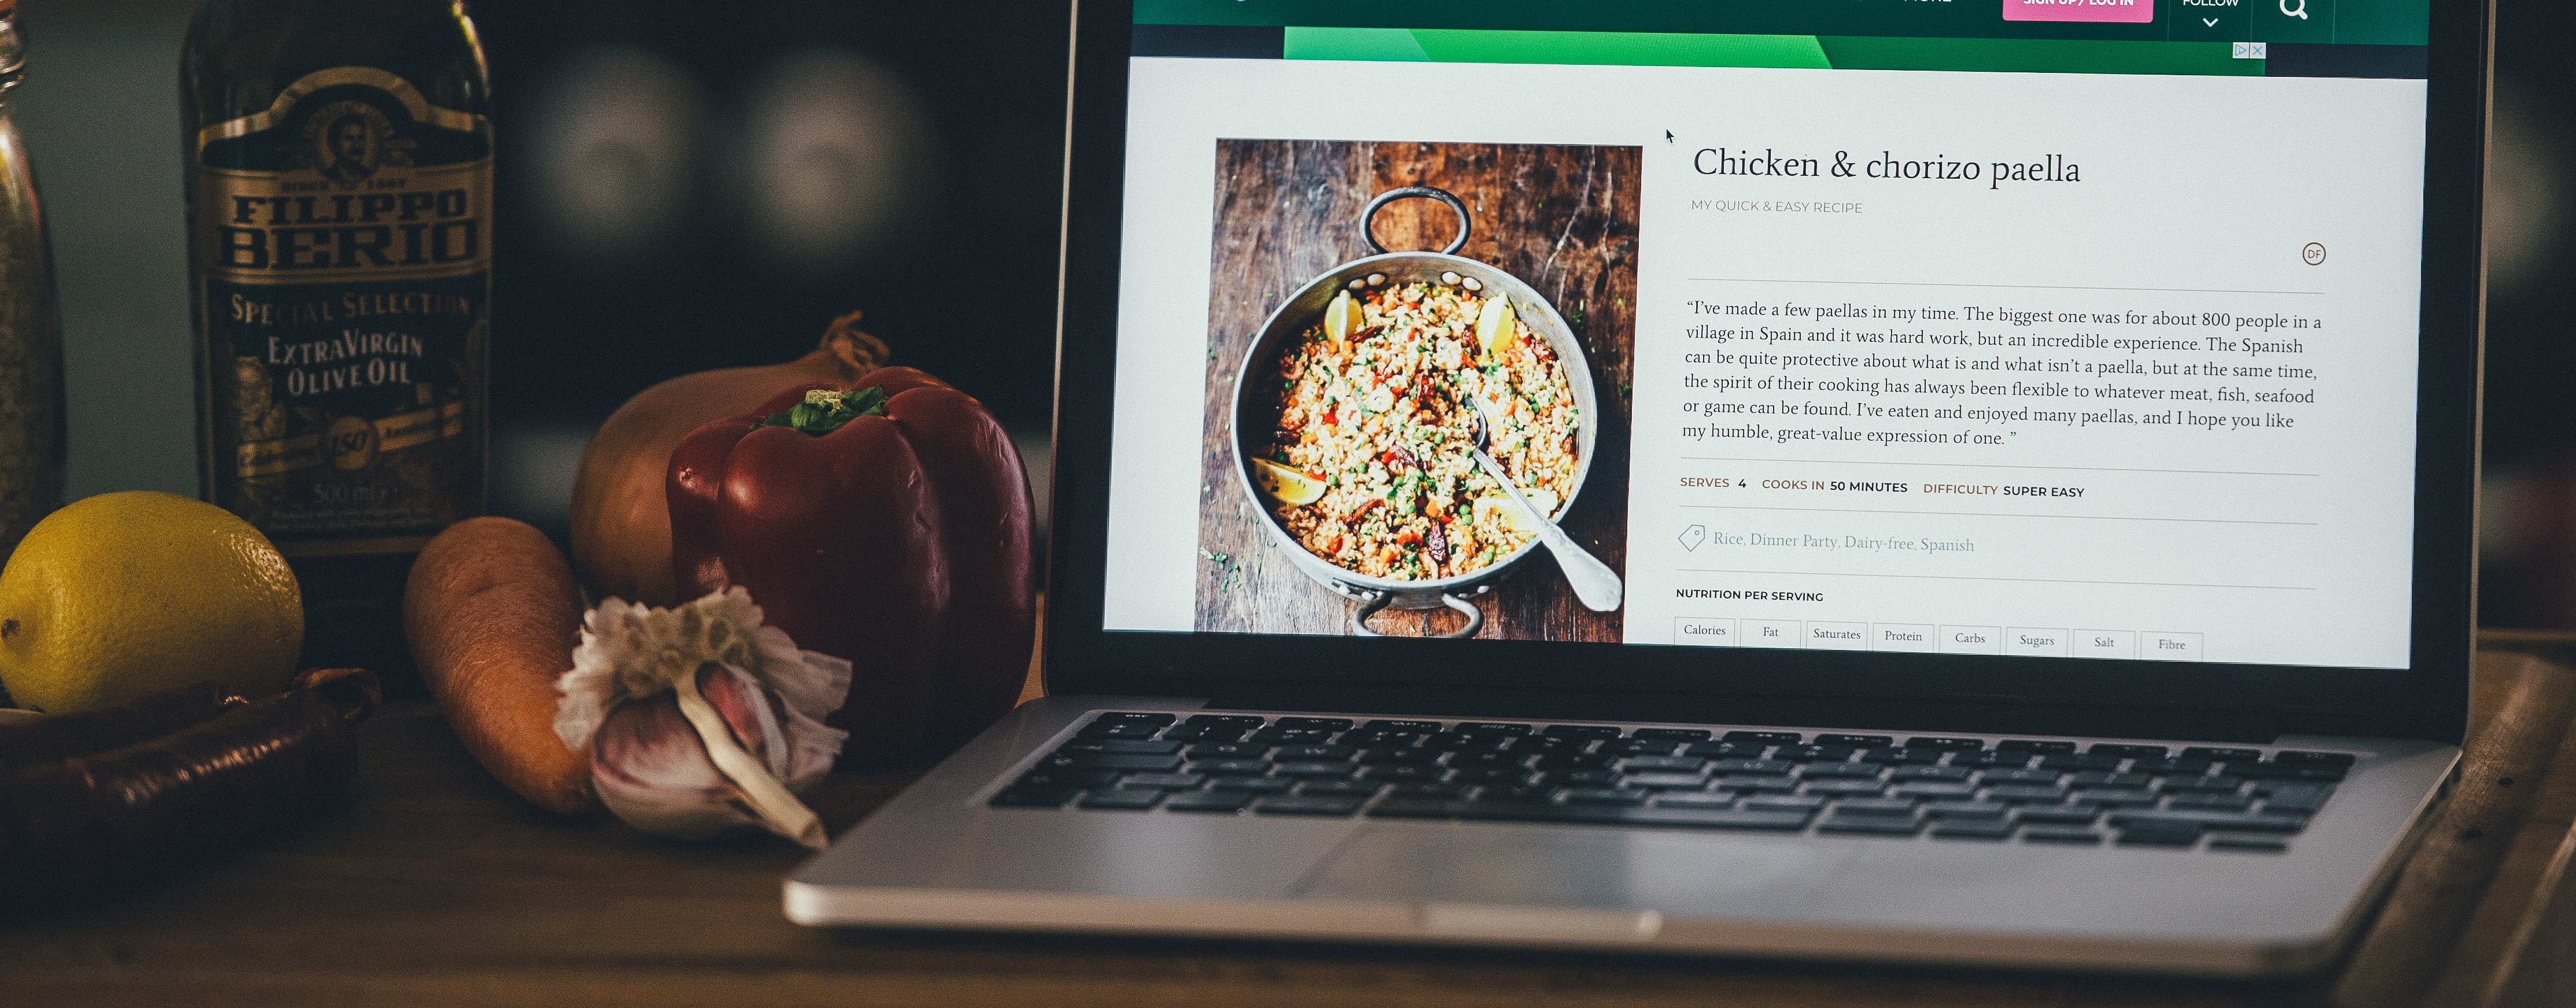 FILIPPO
BERIO
SPECIAL SELECTION
EXTRA VIRGIN
OLIVE OIL
150
500 ml
SIGN UP / LOG IN
FOLLOW
Chicken & chorizo paella
MY QUICK & EASY RECIPE
DF
“I’ve made a few paellas in my time. The biggest one was for about 800 people in a
village in Spain and it was hard work, but an incredible experience. The Spanish
can be quite protective about what is and what isn’t a paella, but at the same time,
the spirit of their cooking has always been flexible to whatever meat, fish, seafood
or game can be found. I’ve eaten and enjoyed many paellas, and I hope you like
my humble, great-value expression of one. ”
SERVES 4 COOKS IN 50 MINUTES DIFFICULTY SUPER EASY
Rice, Dinner Party, Dairy-free, Spanish
NUTRITION PER SERVING
Calories Fat Saturates Protein Carbs Sugars Salt Fibre